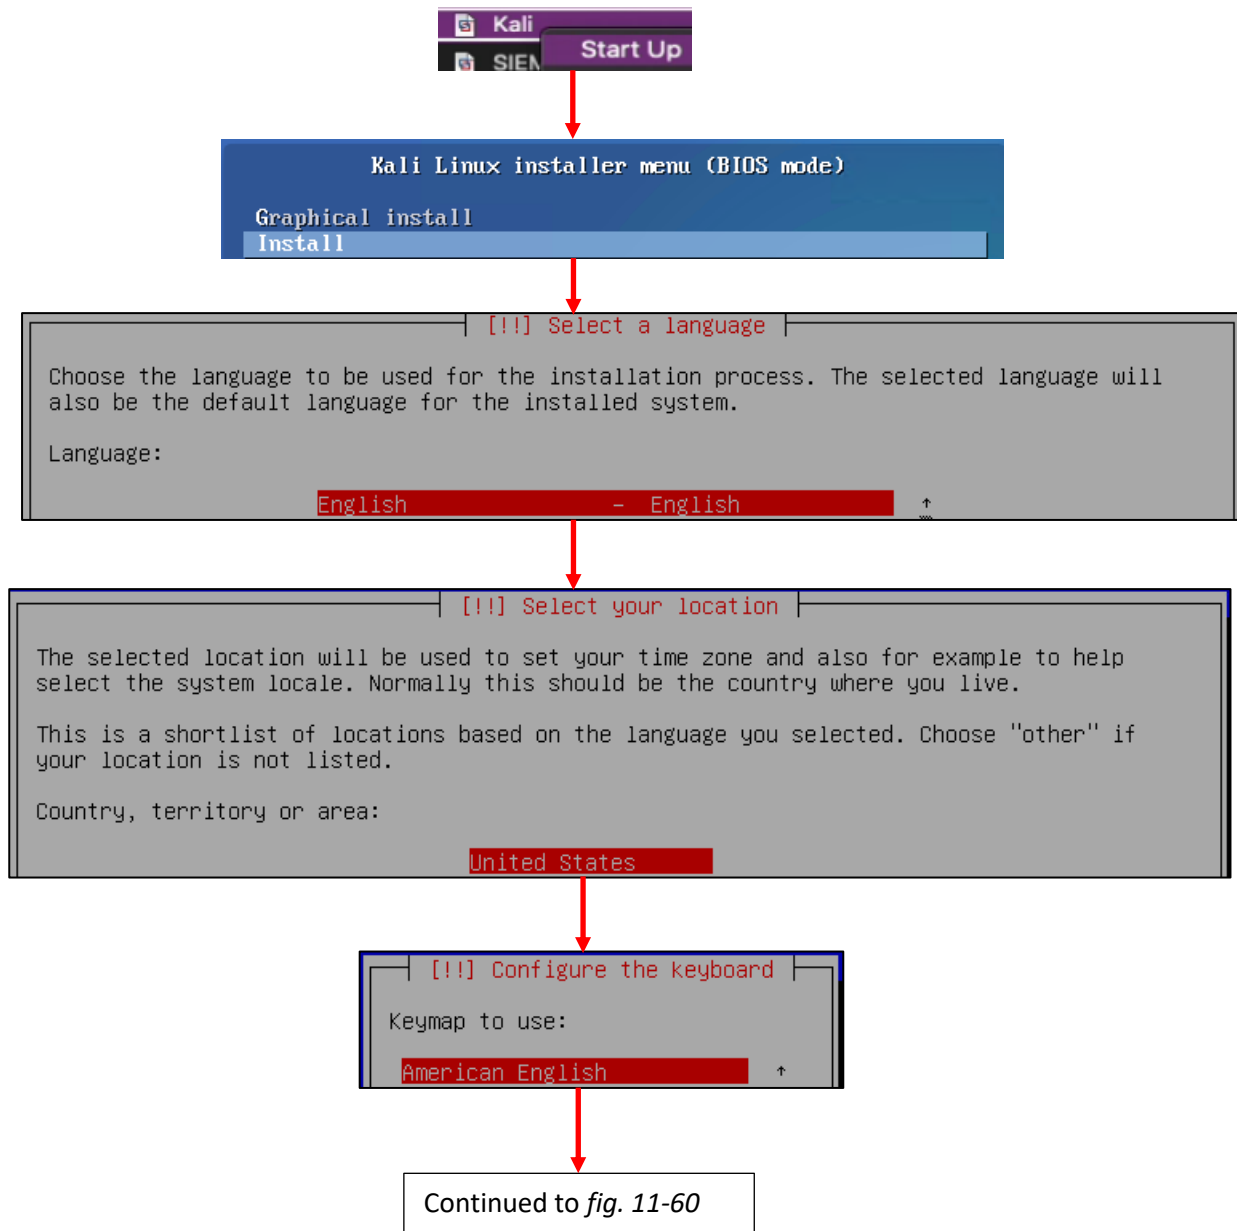 Kali
Start Up
SIEM
Kali Linux installer menu (BIOS mode)
Graphical install
Install
[!!] Select a language
Choose the language to be used for the installation process. The selected language will
also be the default language for the installed system.
Language:
English - English ↑
[!!] Select your location
The selected location will be used to set your time zone and also for example to help
select the system locale. Normally this should be the country where you live.
This is a shortlist of locations based on the language you selected. Choose "other" if
your location is not listed.
Country, territory or area:
United States
[!!] Configure the keyboard
Keymap to use:
American English ↑
Continued to fig. 11-60